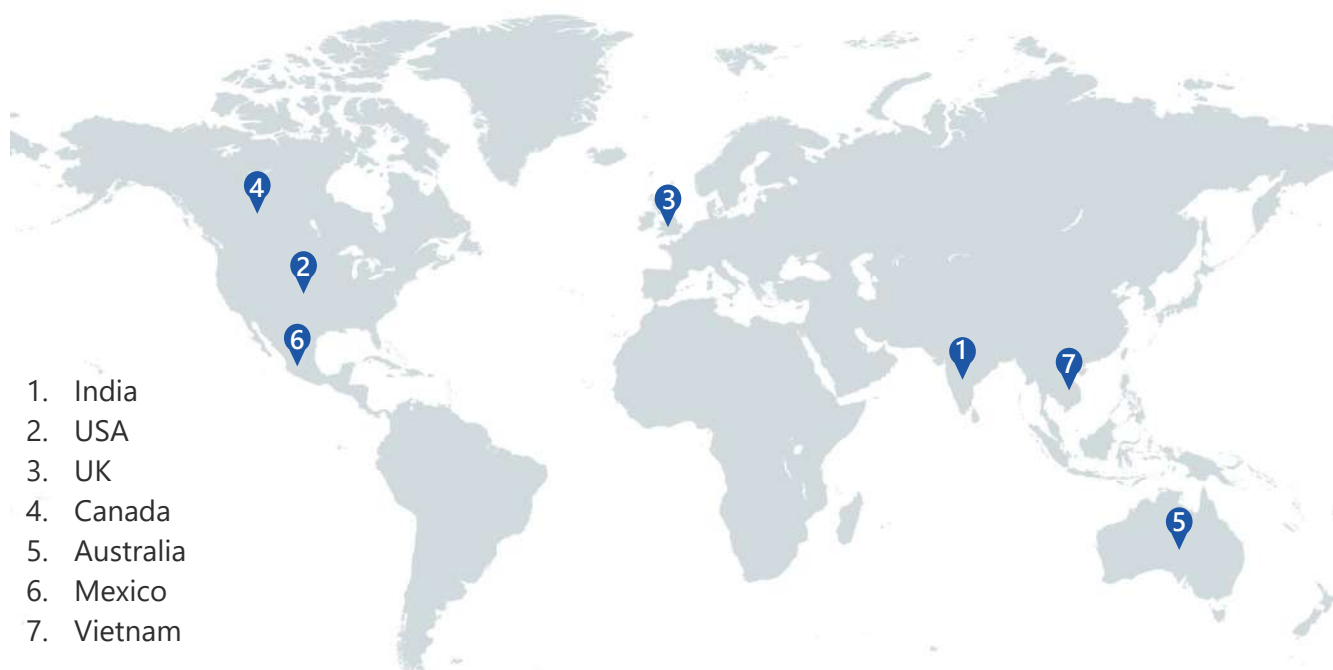 4
3
2
6
1
7
5
1. India
2. USA
3. UK
4. Canada
5. Australia
6. Mexico
7. Vietnam